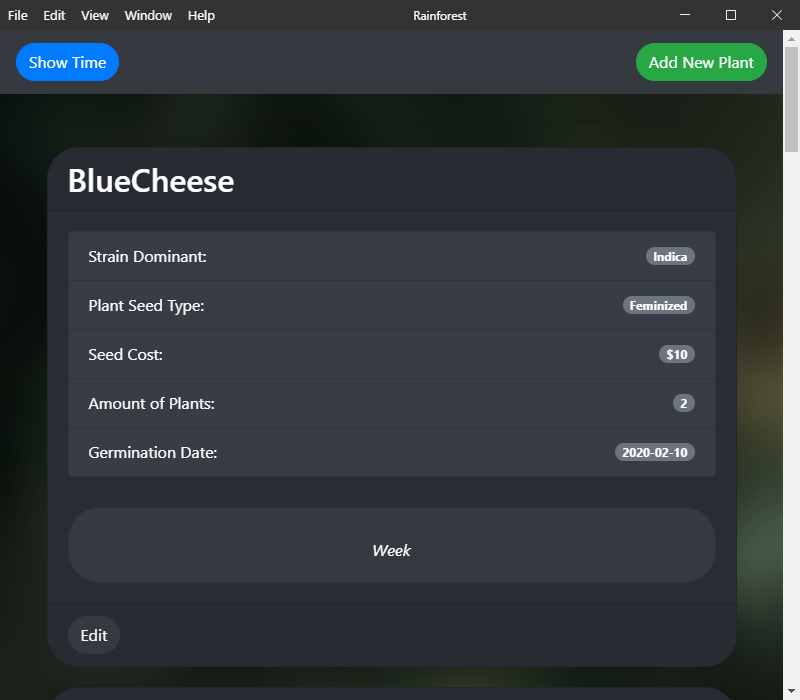 File Edit View Window Help Rainforest
Show Time Add New Plant
BlueCheese
Strain Dominant: Indica
Plant Seed Type: Feminized
Seed Cost: $10
Amount of Plants: 2
Germination Date: 2020-02-10
Week
Edit